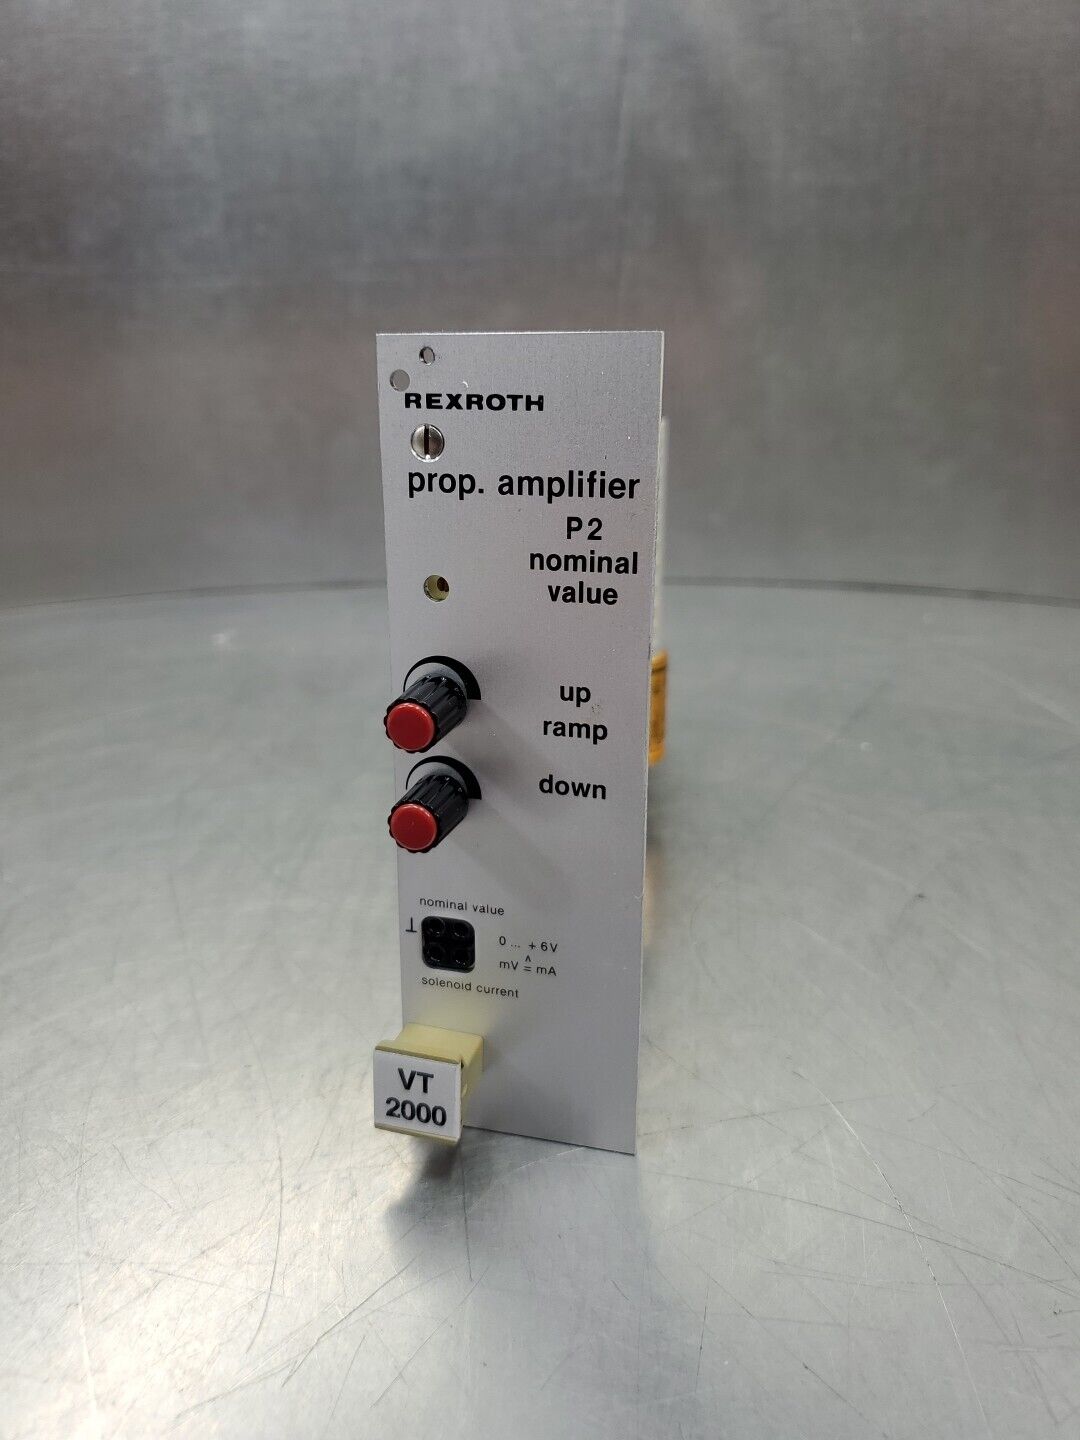 REXROTH
prop. amplifier
P2
nominal
value
up
ramp
down
nominal value
⊥
0 ... + 6V
mV ≙ mA
solenoid current
VT
2000